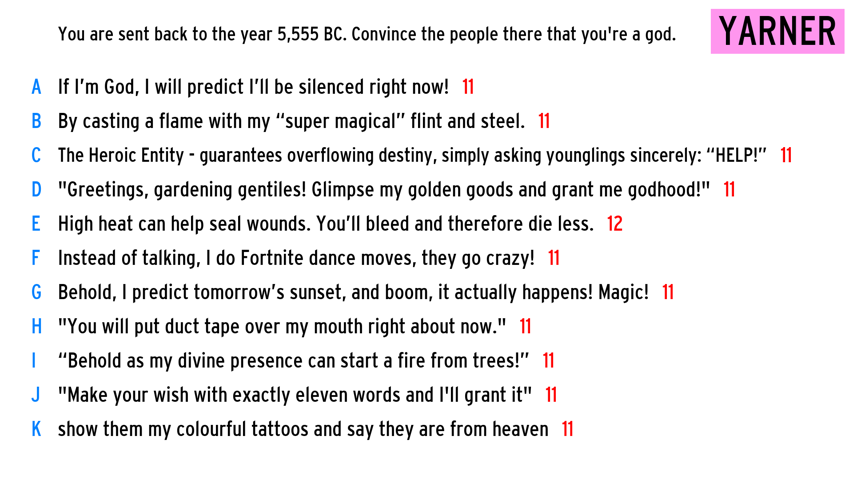 You are sent back to the year 5,555 BC. Convince the people there that you're a god.
YARNER
A If I’m God, I will predict I’ll be silenced right now! 11
B By casting a flame with my “super magical” flint and steel. 11
C The Heroic Entity - guarantees overflowing destiny, simply asking younglings sincerely: “HELP!” 11
D "Greetings, gardening gentiles! Glimpse my golden goods and grant me godhood!" 11
E High heat can help seal wounds. You’ll bleed and therefore die less. 12
F Instead of talking, I do Fortnite dance moves, they go crazy! 11
G Behold, I predict tomorrow’s sunset, and boom, it actually happens! Magic! 11
H "You will put duct tape over my mouth right about now." 11
I “Behold as my divine presence can start a fire from trees!” 11
J "Make your wish with exactly eleven words and I'll grant it" 11
K show them my colourful tattoos and say they are from heaven 11